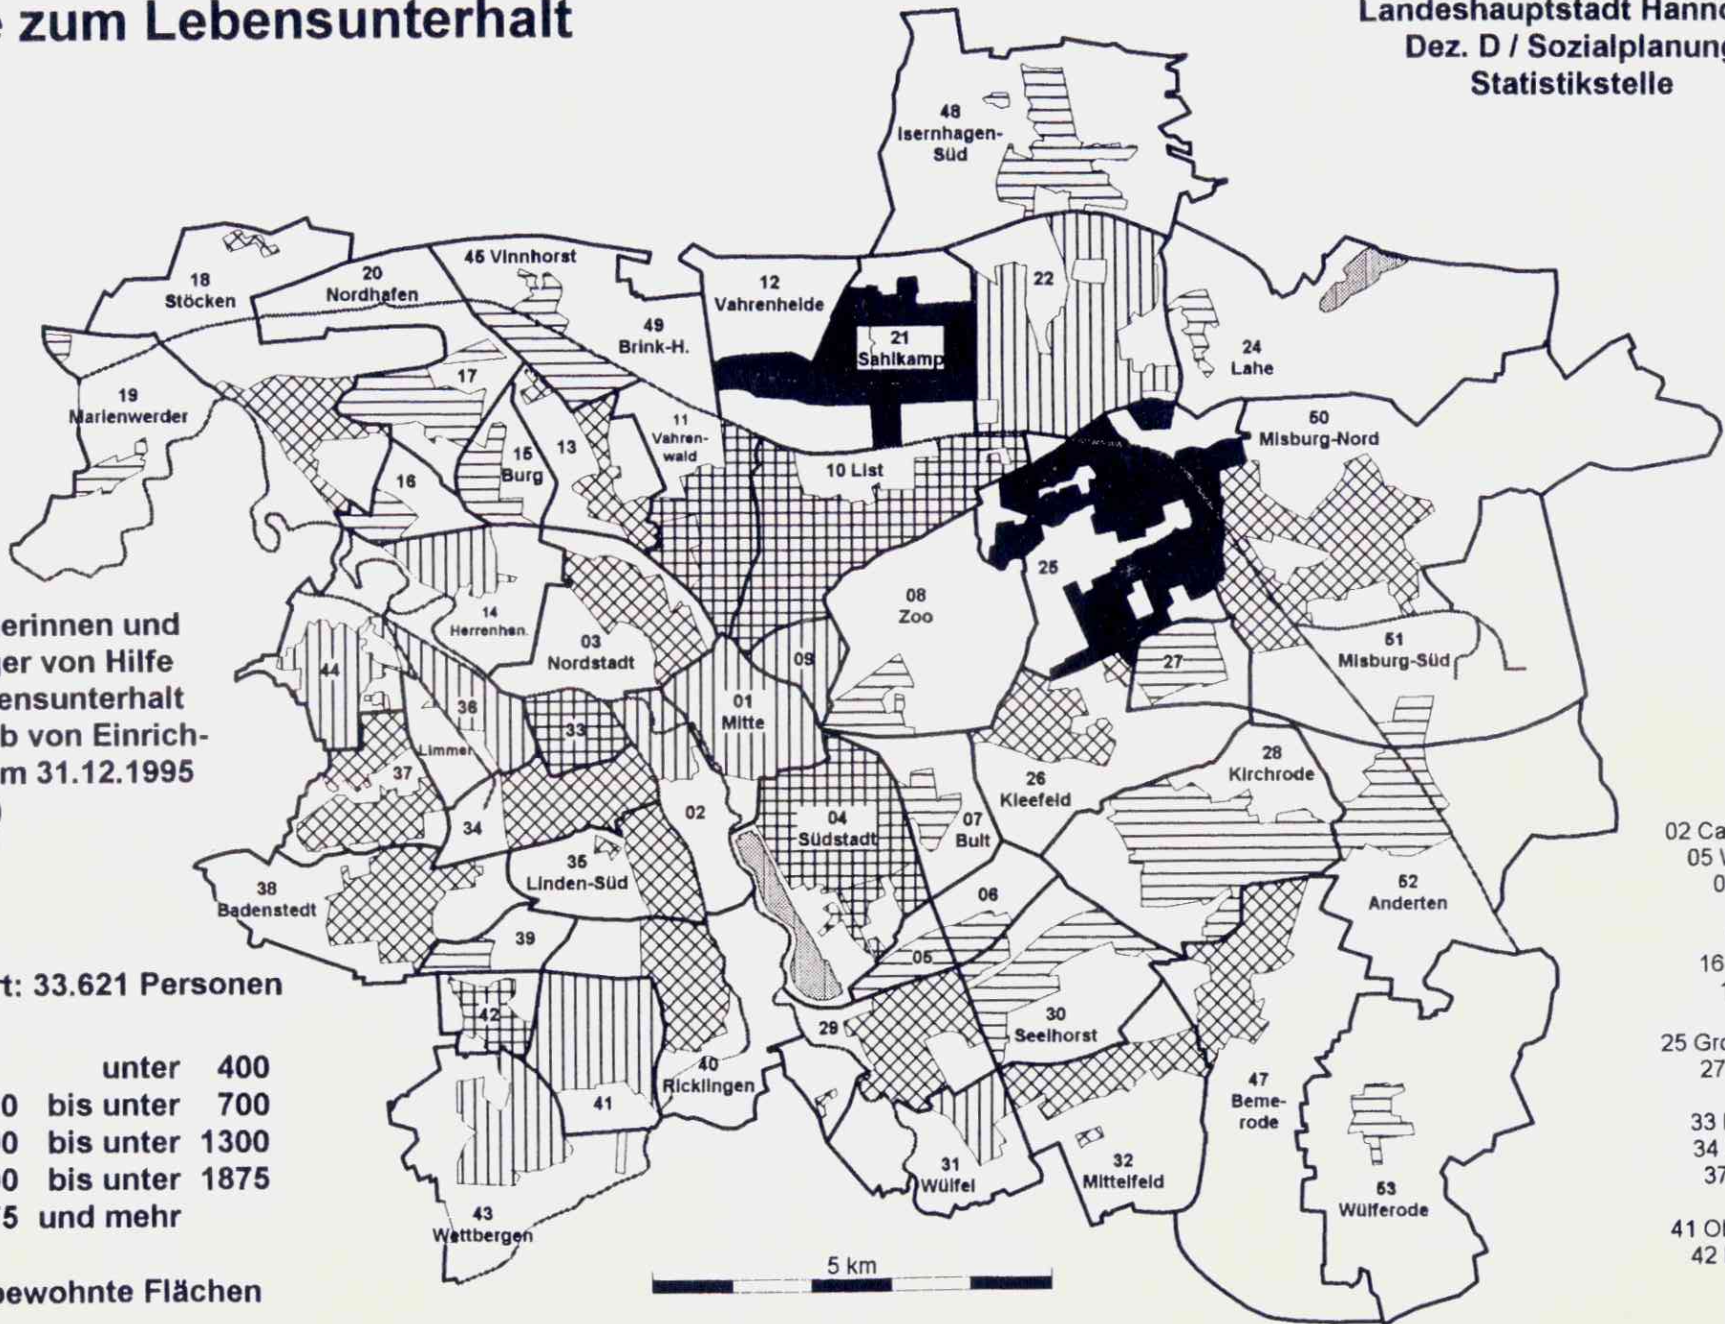 zum Lebensunterhalt
Landeshauptstadt Hanno
Dez. D / Sozialplanung
Statistikstelle
48
Isernhagen-
Süd
18
Stöcken
20
Nordhafen
45 Vinnhorst
12
Vahrenheide
49
Brink-H.
21
Sahlkamp
22
24
Lahe
19
Marienwerder
17
11
Vahren-
wald
50
Misburg-Nord
13
15
Burg
16
10 List
25
08
Zoo
14
Herrenhen.
03
Nordstadt
09
27
51
Misburg-Süd
44
36
Limmer
33
01
Mitte
37
34
02
04
Südstadt
07
Bult
26
Kleefeld
28
Kirchrode
35
Linden-Süd
38
Badenstedt
39
06
05
52
Anderten
42
29
30
Seelhorst
40
Ricklingen
41
47
Beme-
rode
43
Wettbergen
31
Wülfel
32
Mittelfeld
53
Wülferode
erinnen und
ger von Hilfe
ensunterhalt
b von Einrich-
m 31.12.1995
)
rt: 33.621 Personen
unter 400
0 bis unter 700
0 bis unter 1300
0 bis unter 1875
75 und mehr
bewohnte Flächen
5 km
02 Ca
05 V
0
16
25 Gro
27
33
34
37
41 O
42